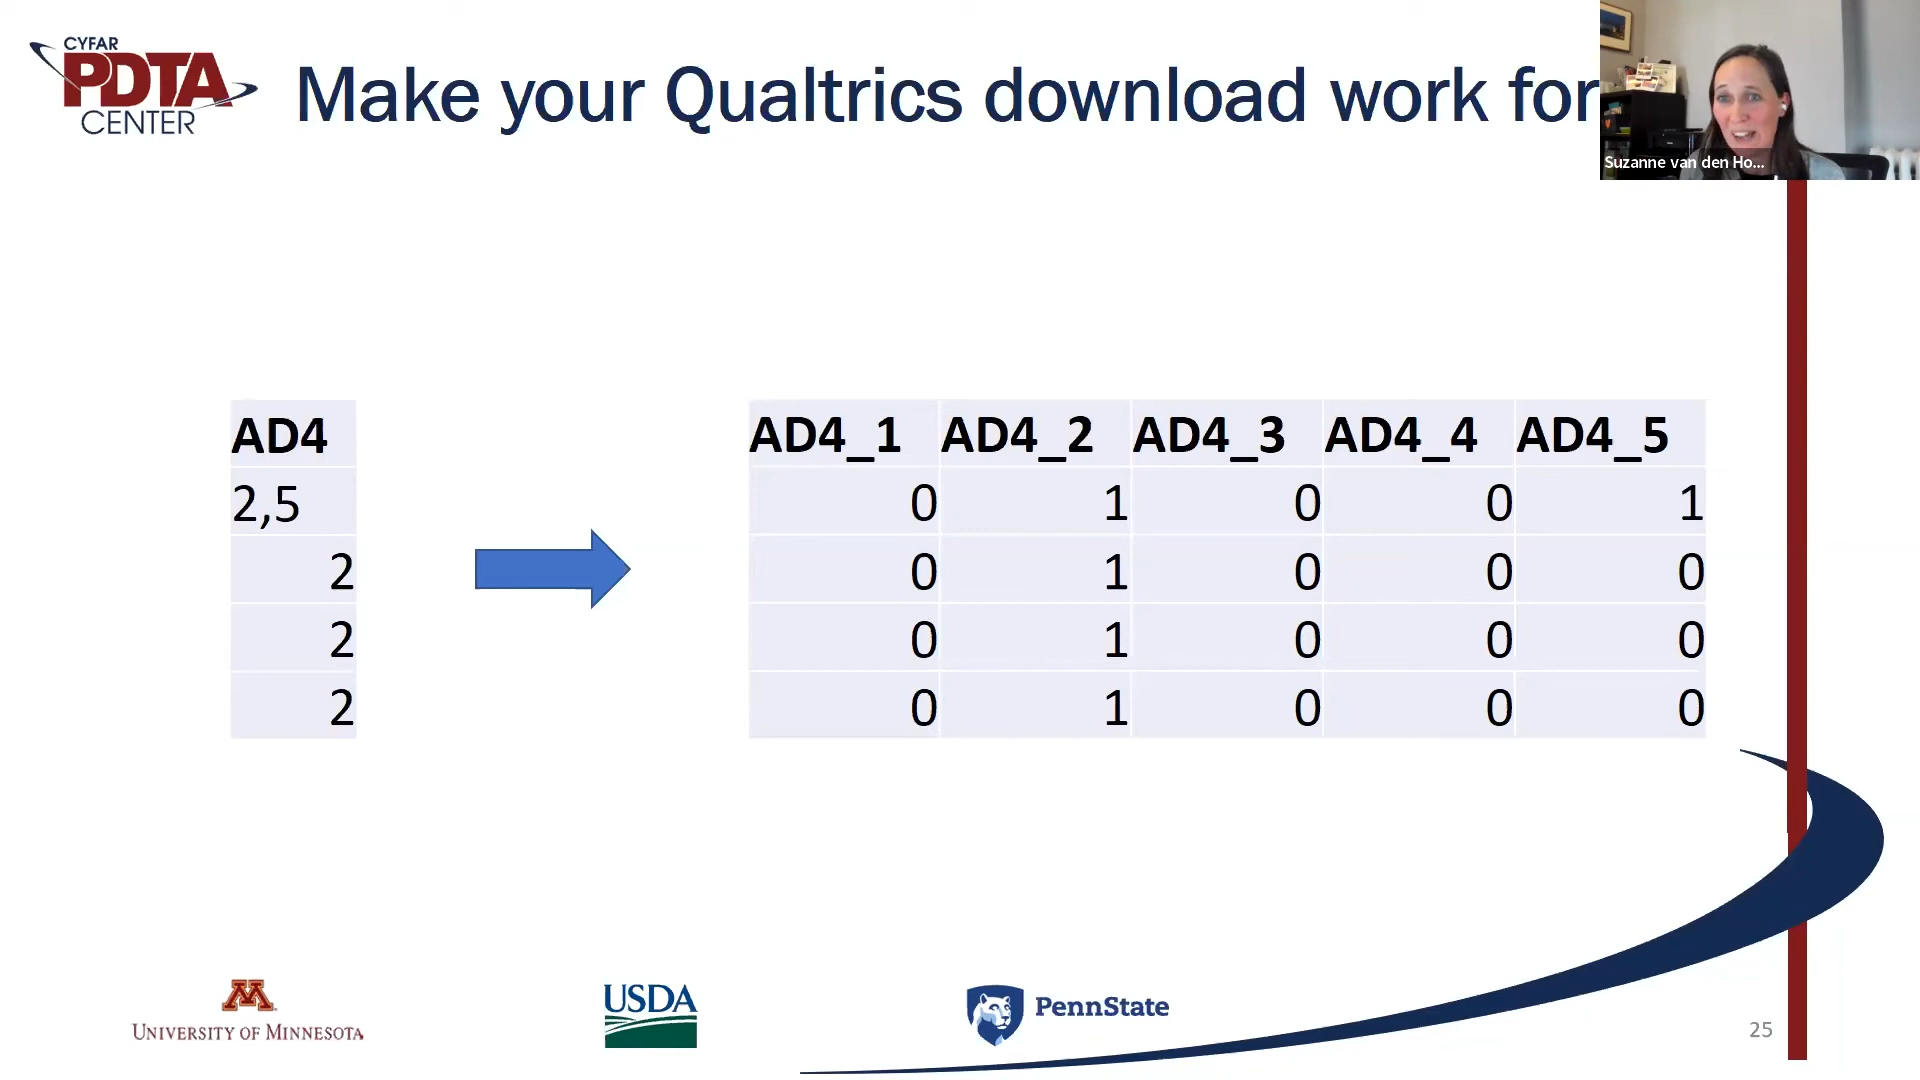 CYFAR
PDTA
CENTER
Make your Qualtrics download work for
Suzanne van den Ho...
AD4
2,5
2
2
2
AD4_1 AD4_2 AD4_3 AD4_4 AD4_5
0 1 0 0 1
0 1 0 0 0
0 1 0 0 0
0 1 0 0 0
M
UNIVERSITY OF MINNESOTA
USDA
PennState
25